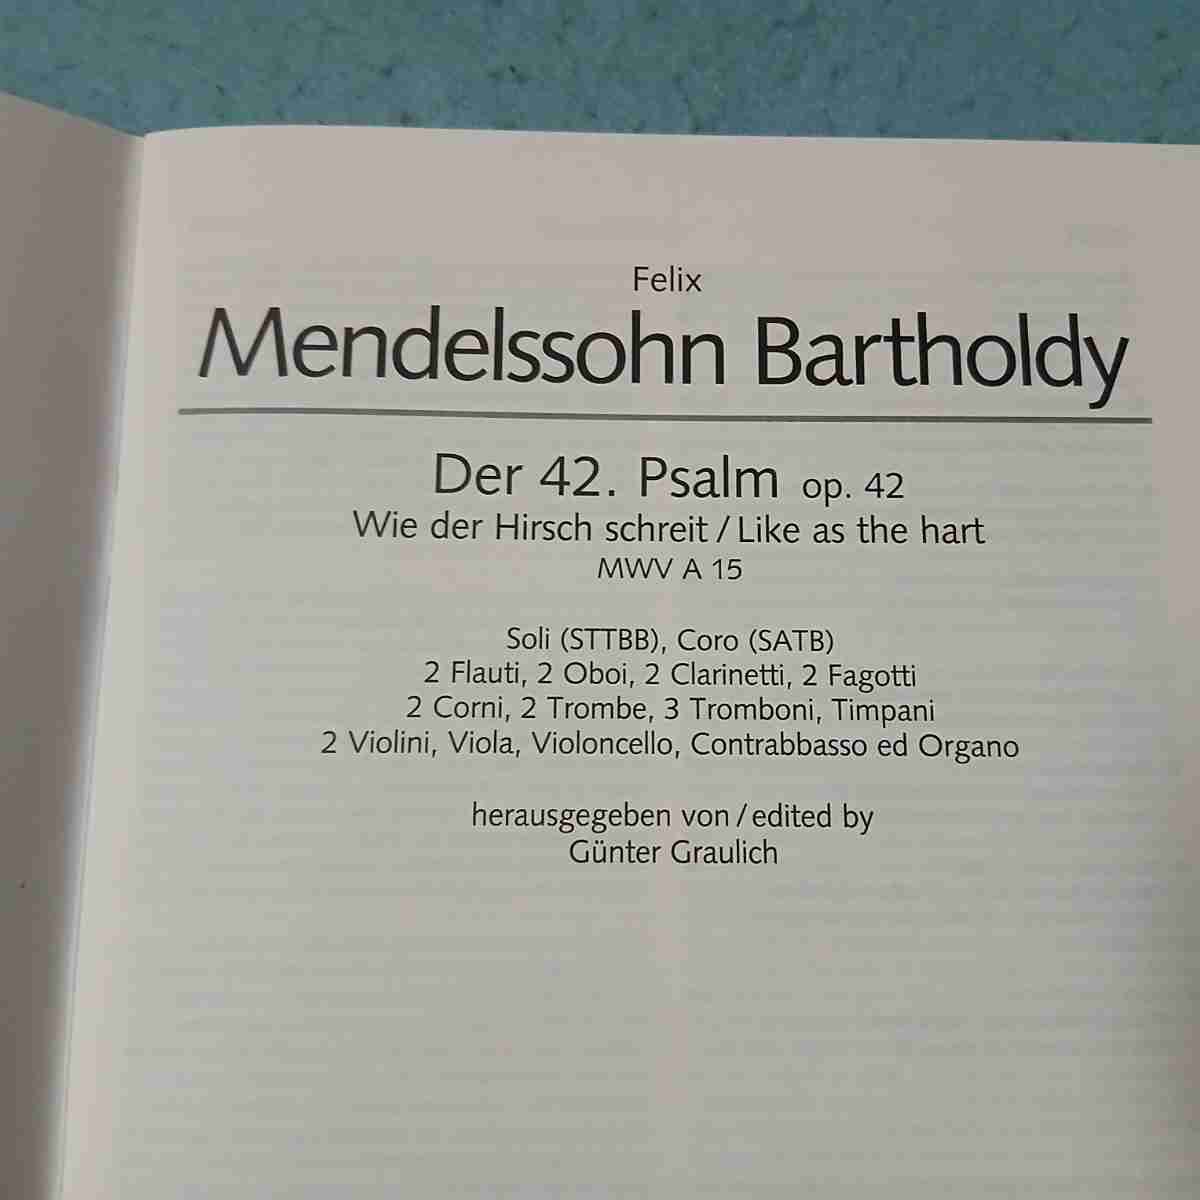 Felix
Mendelssohn Bartholdy
Der 42. Psalm op. 42
Wie der Hirsch schreit / Like as the hart
MWV A 15
Soli (STTBB), Coro (SATB)
2 Flauti, 2 Oboi, 2 Clarinetti, 2 Fagotti
2 Corni, 2 Trombe, 3 Tromboni, Timpani
2 Violini, Viola, Violoncello, Contrabbasso ed Organo
herausgegeben von / edited by
Günter Graulich